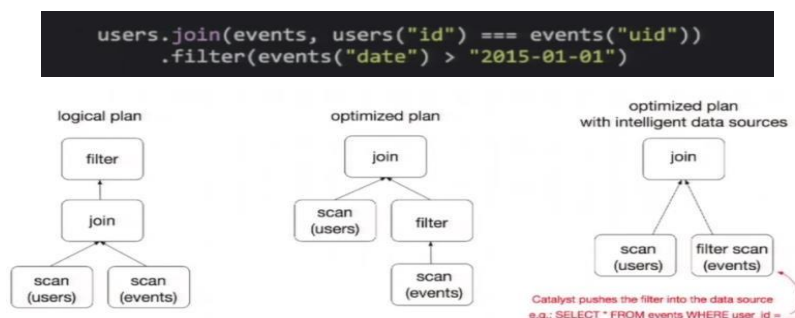 users.join(events, users("id") === events("uid"))
.filter(events("date") > "2015-01-01")
logical plan
filter
join
scan
(users)
scan
(events)
optimized plan
join
scan
(users)
filter
scan
(events)
optimized plan
with intelligent data sources
join
scan
(users)
filter scan
(events)
Catalyst pushes the filter into the data source
e.g.: SELECT * FROM events WHERE user_id =